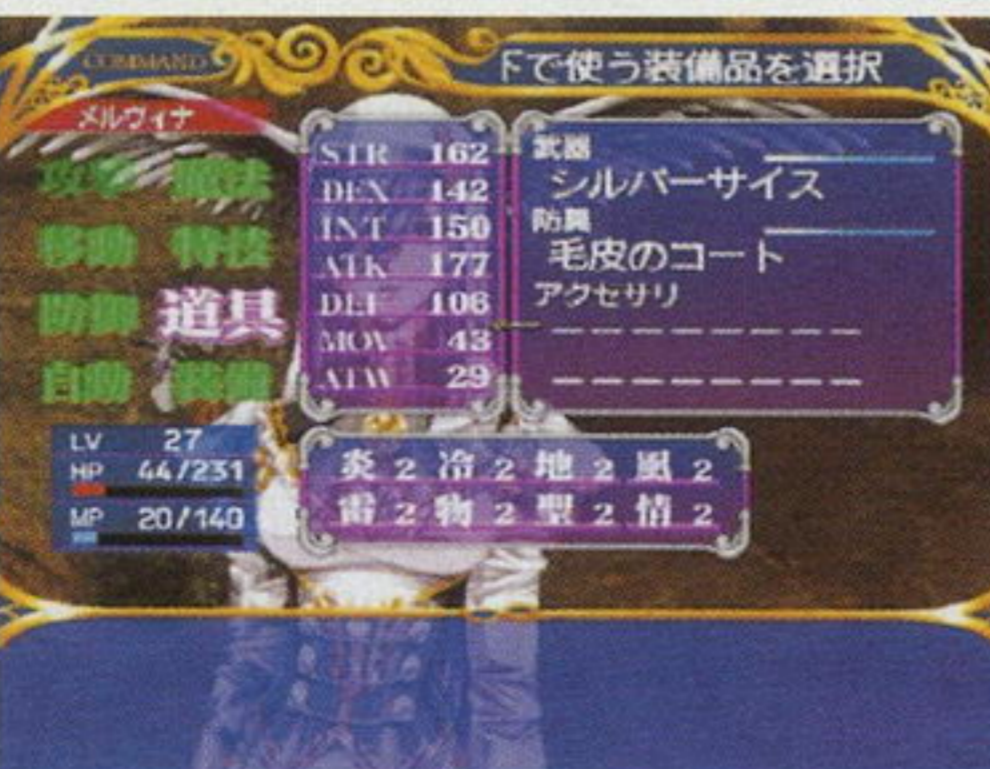 COMMAND
ドで使う装備品を選択
メルヴィナ
攻撃 魔法
移動 特技
防御 道具
自動 装備
LV 27
HP 44/231
MP 20/140
STR 162
DEX 142
INT 150
ATK 177
DEF 106
MOV 43
ATW 29
武器
シルバーサイス
防具
毛皮のコート
アクセサリ
炎 2 冷 2 地 2 風 2
雷 2 物 2 聖 2 情 2